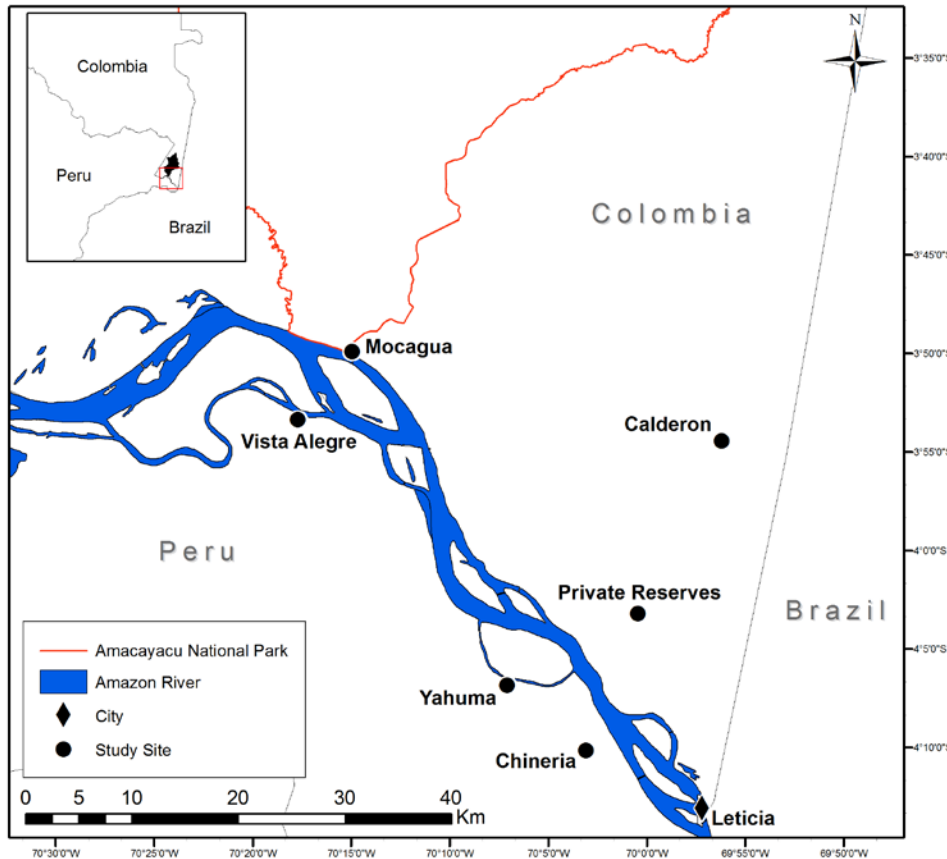 Colombia
Peru
Brazil
N
3°35'0"S
3°40'0"S
Colombia
3°45'0"S
Mocagua
3°50'0"S
Calderon
Vista Alegre
3°55'0"S
Peru
4°0'0"S
Private Reserves
Brazil
4°5'0"S
Yahuma
Chineria
4°10'0"S
Leticia
Amacayacu National Park
Amazon River
City
Study Site
0 5 10 20 30 40
Km
70°30'0"W 70°25'0"W 70°20'0"W 70°15'0"W 70°10'0"W 70°5'0"W 70°0'0"W 69°55'0"W 69°50'0"W